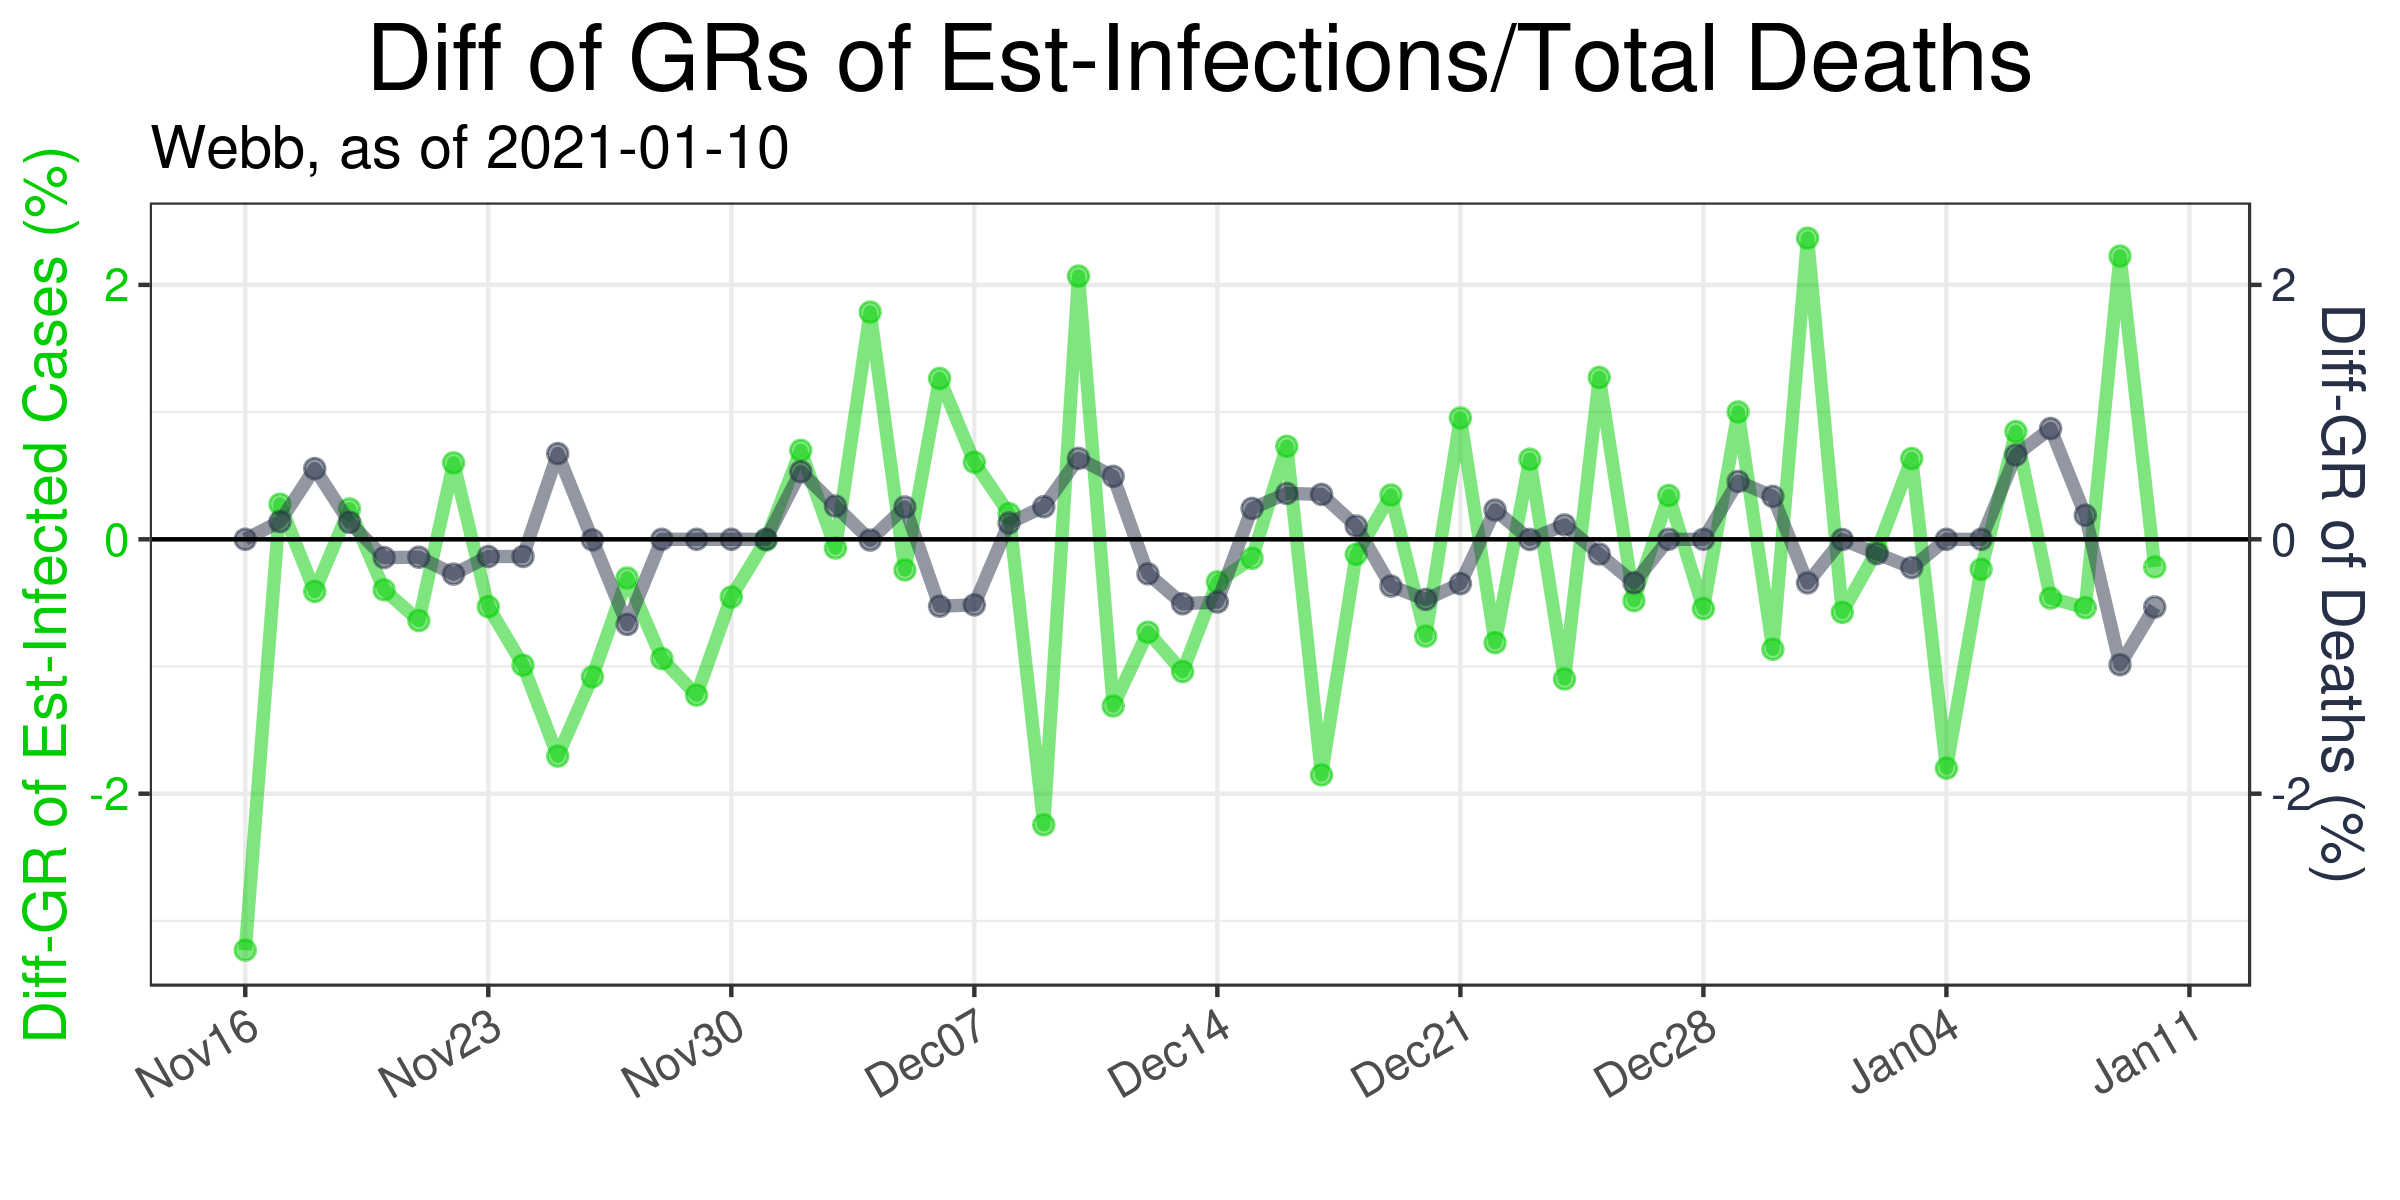 Diff of GRs of Est-Infections/Total Deaths
Webb, as of 2021-01-10
Diff-GR of Est-Infected Cases (%)
2
0
-2
2
0
-2
Diff-GR of Deaths (%)
Nov16
Nov23
Nov30
Dec07
Dec14
Dec21
Dec28
Jan04
Jan11